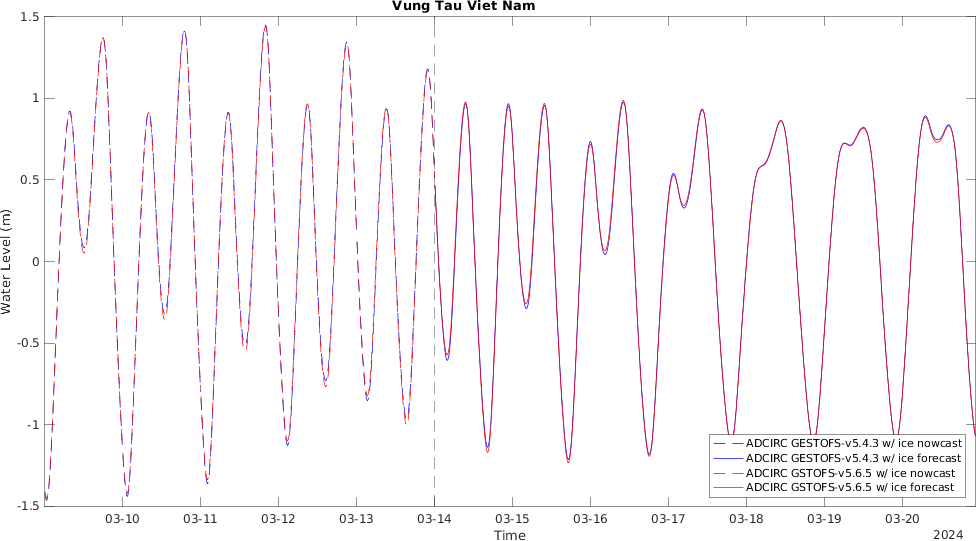 Vung Tau Viet Nam
1.5
1
0.5
0
-0.5
-1
-1.5
Water Level (m)
03-10 03-11 03-12 03-13 03-14 03-15 03-16 03-17 03-18 03-19 03-20
Time
2024
ADCIRC GESTOFS-v5.4.3 w/ ice nowcast
ADCIRC GESTOFS-v5.4.3 w/ ice forecast
ADCIRC GSTOFS-v5.6.5 w/ ice nowcast
ADCIRC GSTOFS-v5.6.5 w/ ice forecast